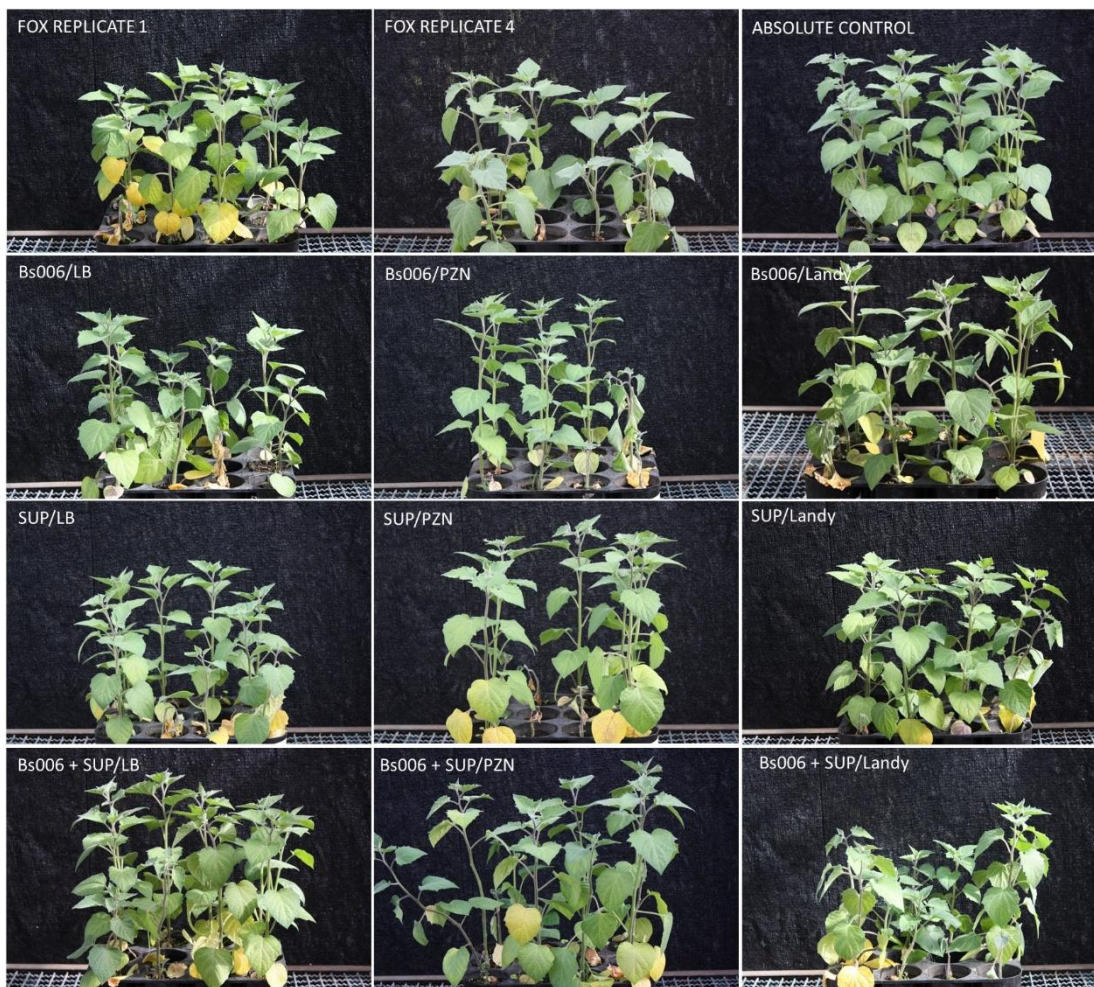 FOX REPLICATE 1
FOX REPLICATE 4
ABSOLUTE CONTROL
Bs006/LB
Bs006/PZN
Bs006/Landy
SUP/LB
SUP/PZN
SUP/Landy
Bs006 + SUP/LB
Bs006 + SUP/PZN
Bs006 + SUP/Landy